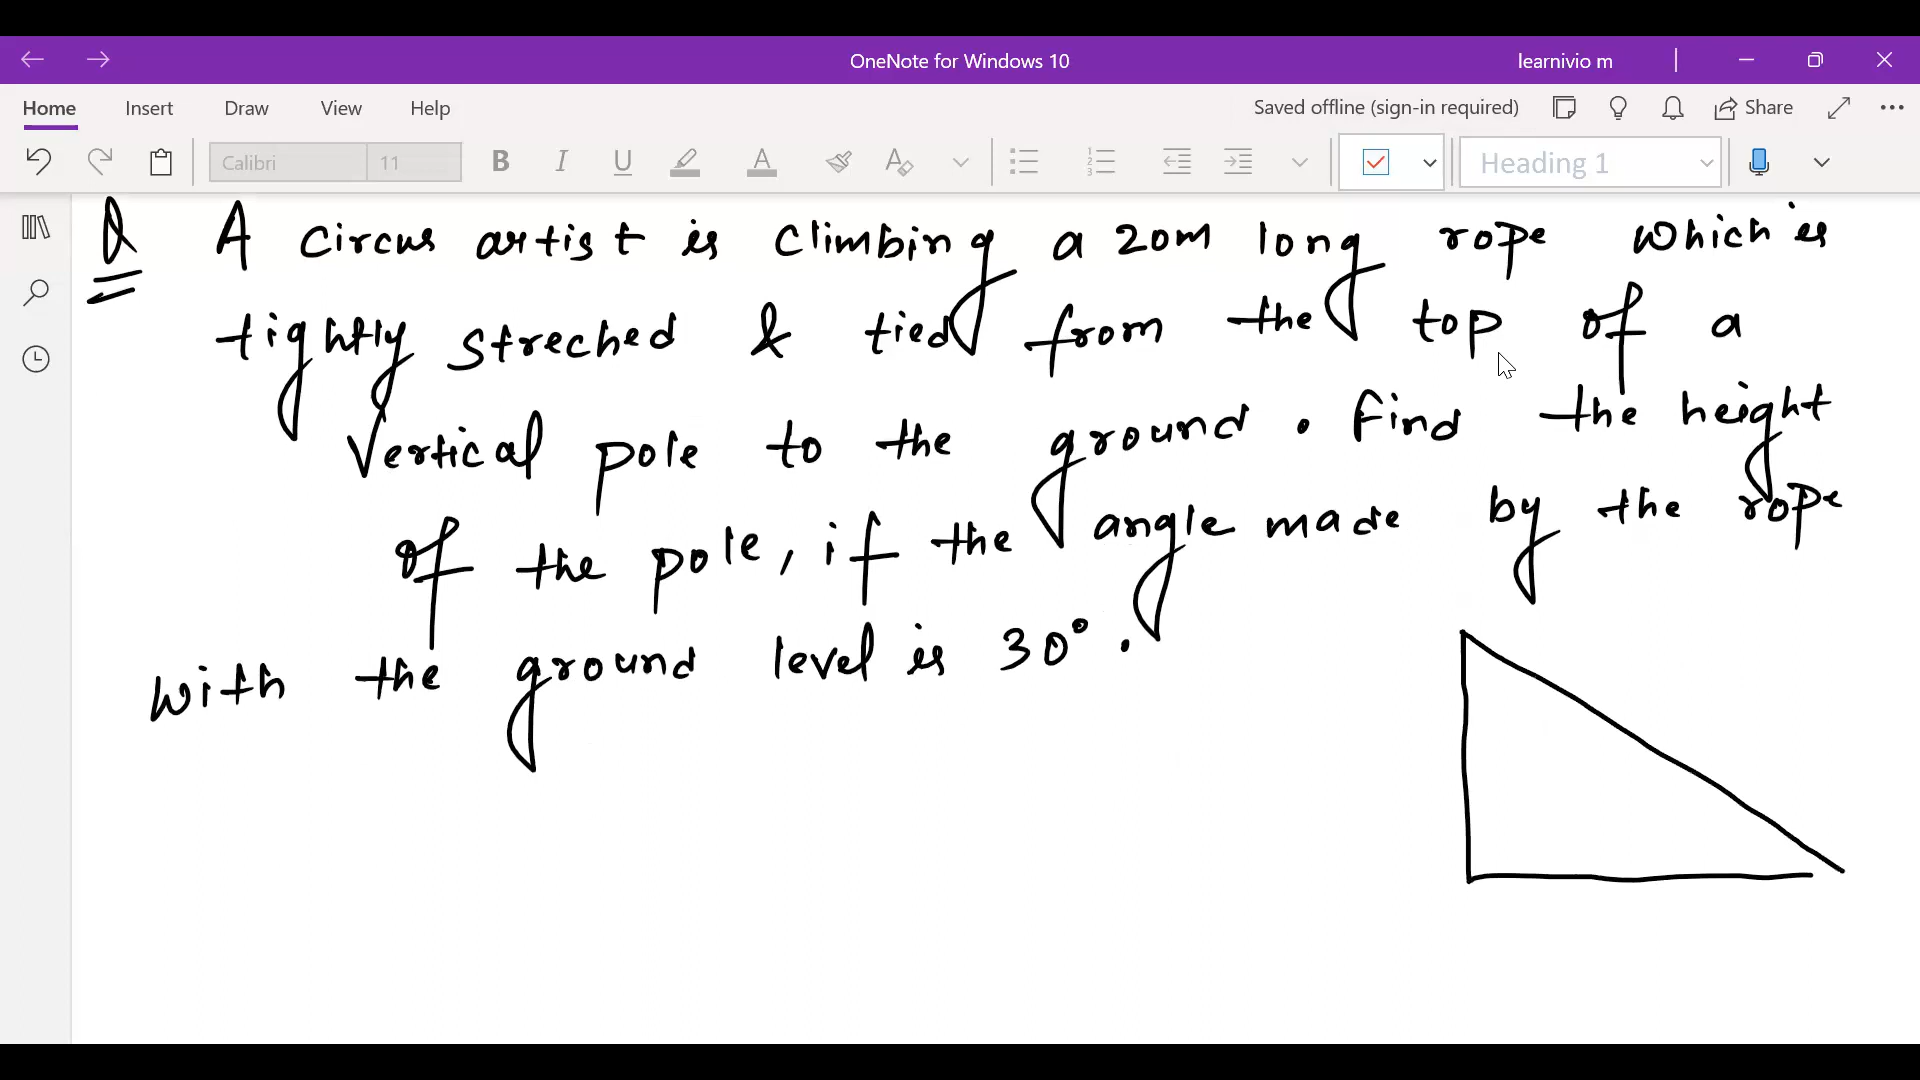 OneNote for Windows 10
learnivio m
Home Insert Draw View Help
Saved offline (sign-in required)
Share
Calibri 11 B I U A
Heading 1
Q A circus artist is climbing a 20m long rope which is
tightly streched & tied from the top of a
vertical pole to the ground. Find the height
of the pole, if the angle made by the rope
with the ground level is 30°.